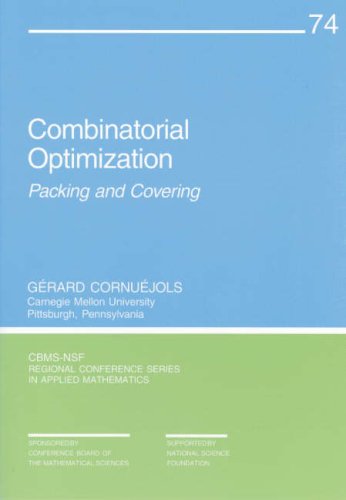 74
Combinatorial
Optimization
Packing and Covering
GÉRARD CORNUÉJOLS
Carnegie Mellon University
Pittsburgh, Pennsylvania
CBMS-NSF
REGIONAL CONFERENCE SERIES
IN APPLIED MATHEMATICS
SPONSORED BY
CONFERENCE BOARD OF
THE MATHEMATICAL SCIENCES
SUPPORTED BY
NATIONAL SCIENCE
FOUNDATION